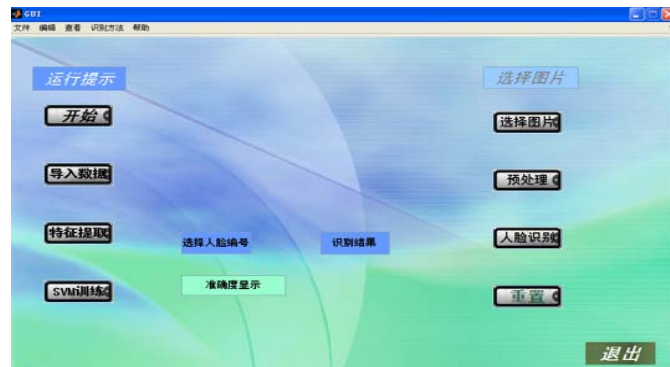 GUI
文件 编辑 查看 识别方法 帮助
运行提示
选择图片
开始
选择图片
导入数据
预处理
特征提取
人脸识别
选择人脸编号
识别结果
准确度显示
SVM训练
重置
退出